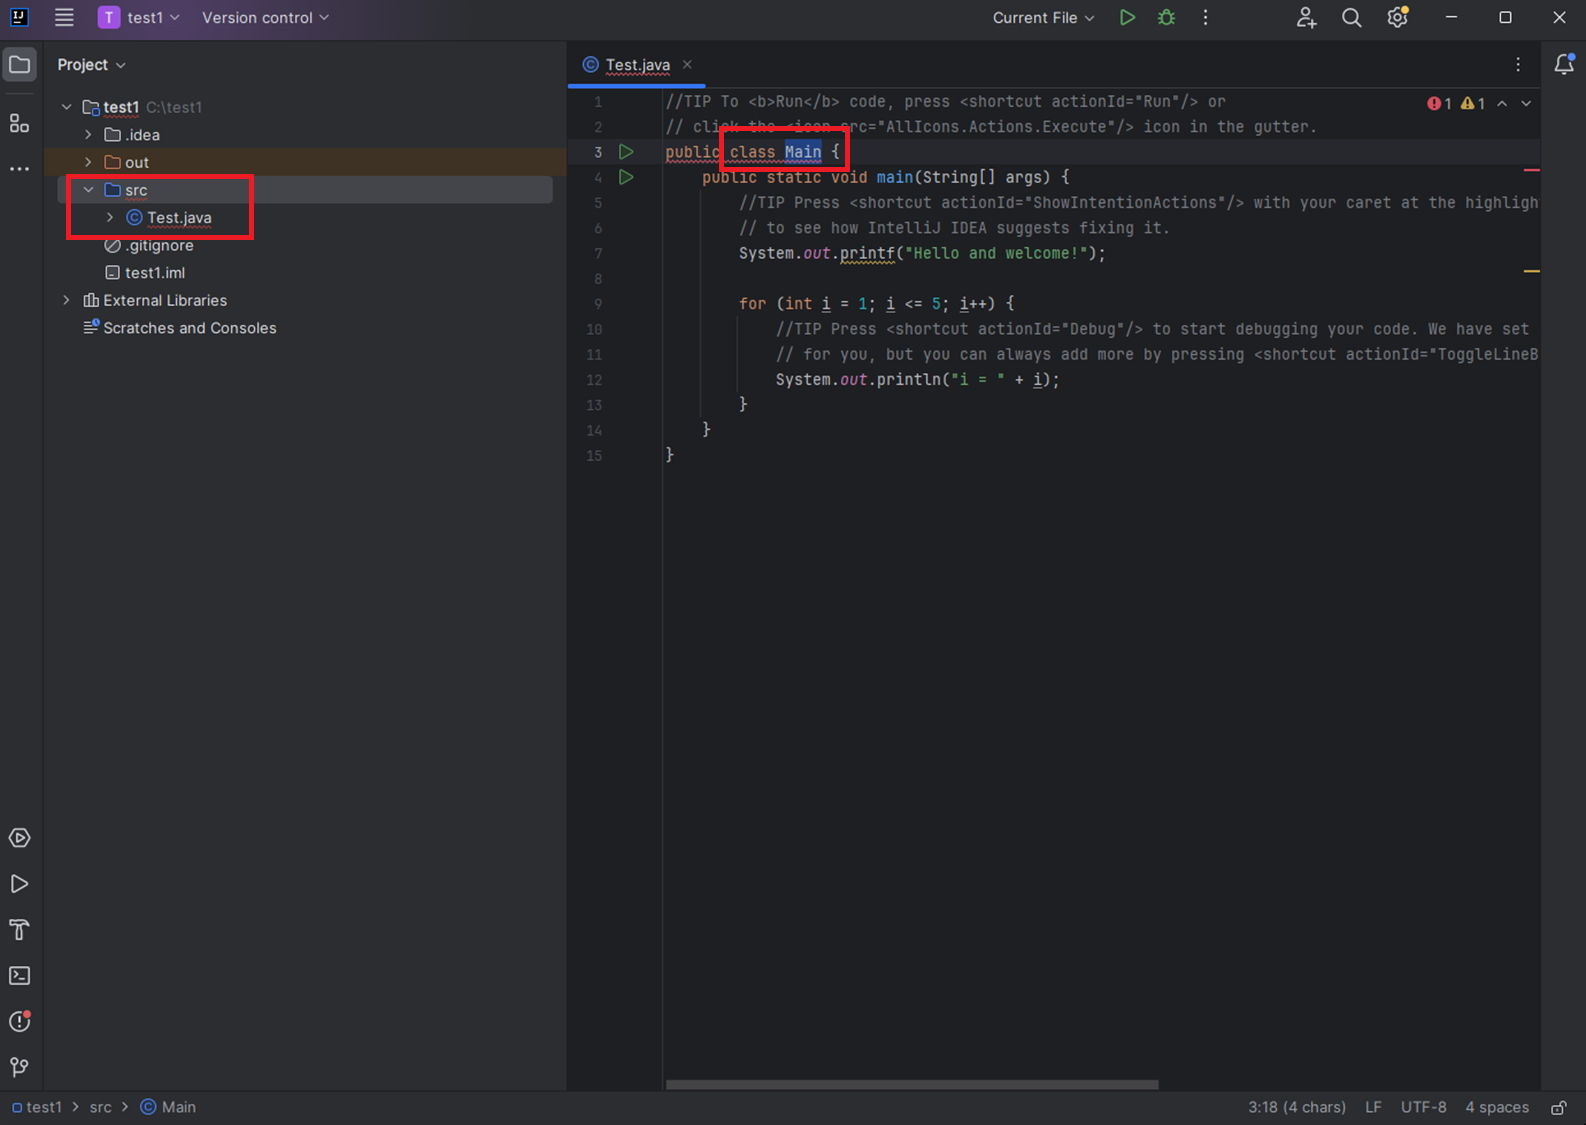 IJ
T test1 Version control
Current File
Project
test1 C:\test1
.idea
out
src
Test.java
.gitignore
test1.iml
External Libraries
Scratches and Consoles
Test.java
1 1
1 //TIP To <b>Run</b> code, press <shortcut actionId="Run"/> or
2 // click the <icon src="AllIcons.Actions.Execute"/> icon in the gutter.
3 public class Main {
4 public static void main(String[] args) {
5 //TIP Press <shortcut actionId="ShowIntentionActions"/> with your caret at the highligh
6 // to see how IntelliJ IDEA suggests fixing it.
7 System.out.printf("Hello and welcome!");
8
9 for (int i = 1; i <= 5; i++) {
10 //TIP Press <shortcut actionId="Debug"/> to start debugging your code. We have set
11 // for you, but you can always add more by pressing <shortcut actionId="ToggleLineB
12 System.out.println("i = " + i);
13 }
14 }
15 }
test1 > src > Main
3:18 (4 chars) LF UTF-8 4 spaces